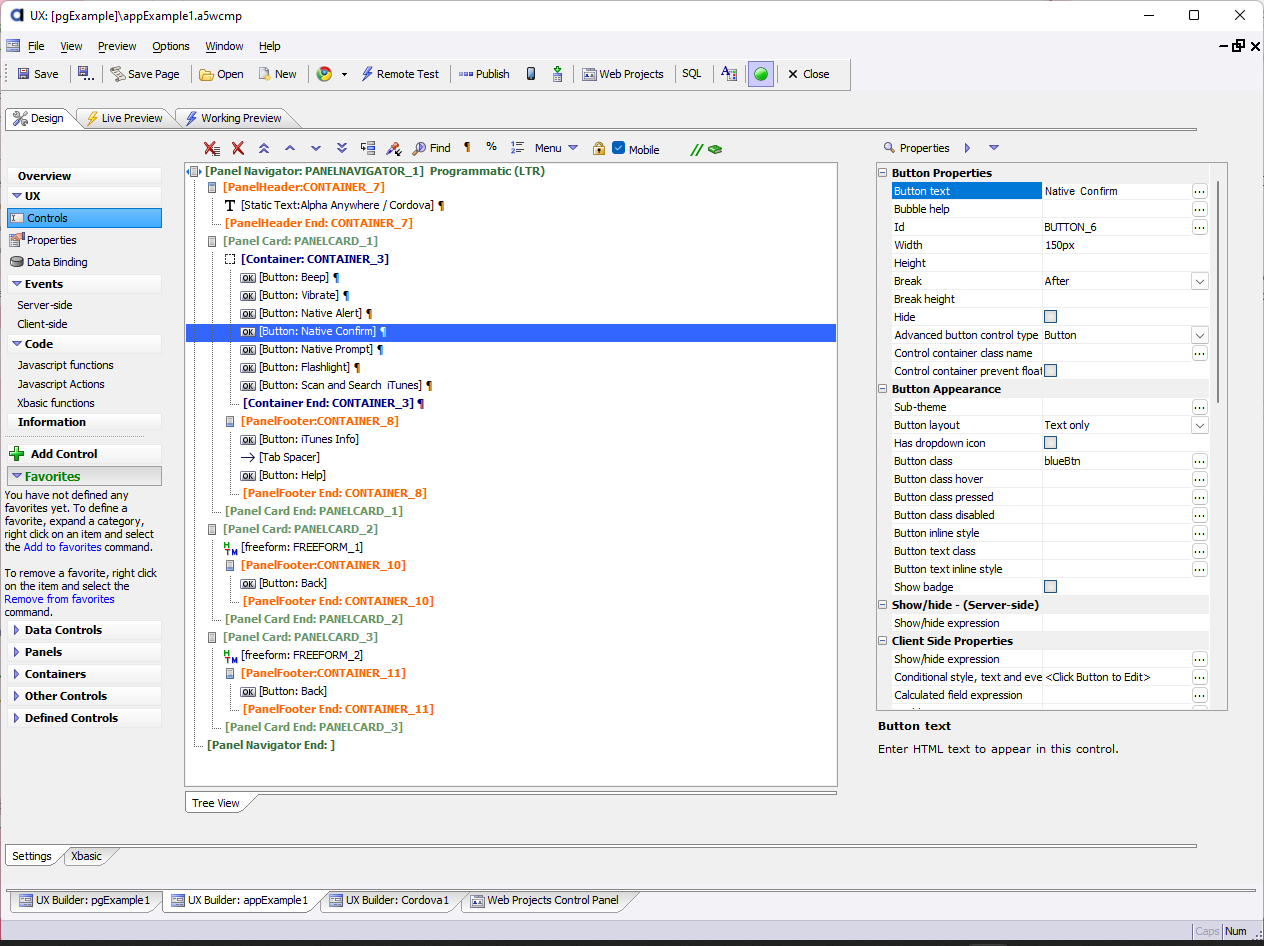 UX: [pgExample]\appExample1.a5wcmp
File View Preview Options Window Help
Save Save Page Open New Remote Test Publish Web Projects SQL Close
Design Live Preview Working Preview
Find ¶ % Menu Mobile
Properties
Overview
UX
Controls
Properties
Data Binding
Events
Server-side
Client-side
Code
Javascript functions
Javascript Actions
Xbasic functions
Information
Add Control
Favorites
You have not defined any
favorites yet. To define a
favorite, expand a category,
right click on an item and select
the Add to favorites command.
To remove a favorite, right click
on the item and select the
Remove from favorites
command.
Data Controls
Panels
Containers
Other Controls
Defined Controls
[Panel Navigator: PANELNAVIGATOR_1] Programmatic (LTR)
[PanelHeader:CONTAINER_7]
T [Static Text:Alpha Anywhere / Cordova] ¶
[PanelHeader End: CONTAINER_7]
[Panel Card: PANELCARD_1]
[Container: CONTAINER_3]
OK [Button: Beep] ¶
OK [Button: Vibrate] ¶
OK [Button: Native Alert] ¶
OK [Button: Native Confirm] ¶
OK [Button: Native Prompt] ¶
OK [Button: Flashlight] ¶
OK [Button: Scan and Search iTunes] ¶
[Container End: CONTAINER_3] ¶
[PanelFooter:CONTAINER_8]
OK [Button: iTunes Info]
[Tab Spacer]
OK [Button: Help]
[PanelFooter End: CONTAINER_8]
[Panel Card End: PANELCARD_1]
[Panel Card: PANELCARD_2]
HTM [freeform: FREEFORM_1]
[PanelFooter:CONTAINER_10]
OK [Button: Back]
[PanelFooter End: CONTAINER_10]
[Panel Card End: PANELCARD_2]
[Panel Card: PANELCARD_3]
HTM [freeform: FREEFORM_2]
[PanelFooter:CONTAINER_11]
OK [Button: Back]
[PanelFooter End: CONTAINER_11]
[Panel Card End: PANELCARD_3]
[Panel Navigator End: ]
Tree View
Button Properties
Button text Native Confirm ...
Bubble help ...
Id BUTTON_6 ...
Width 150px
Height
Break After
Break height
Hide
Advanced button control type Button
Control container class name ...
Control container prevent float
Button Appearance
Sub-theme ...
Button layout Text only
Has dropdown icon
Button class blueBtn ...
Button class hover ...
Button class pressed ...
Button class disabled ...
Button inline style ...
Button text class ...
Button text inline style ...
Show badge
Show/hide - (Server-side)
Show/hide expression
Client Side Properties
Show/hide expression ...
Conditional style, text and eve <Click Button to Edit> ...
Calculated field expression ...
Button text
Enter HTML text to appear in this control.
Settings Xbasic
UX Builder: pgExample1 UX Builder: appExample1 UX Builder: Cordova1 Web Projects Control Panel
Caps Num